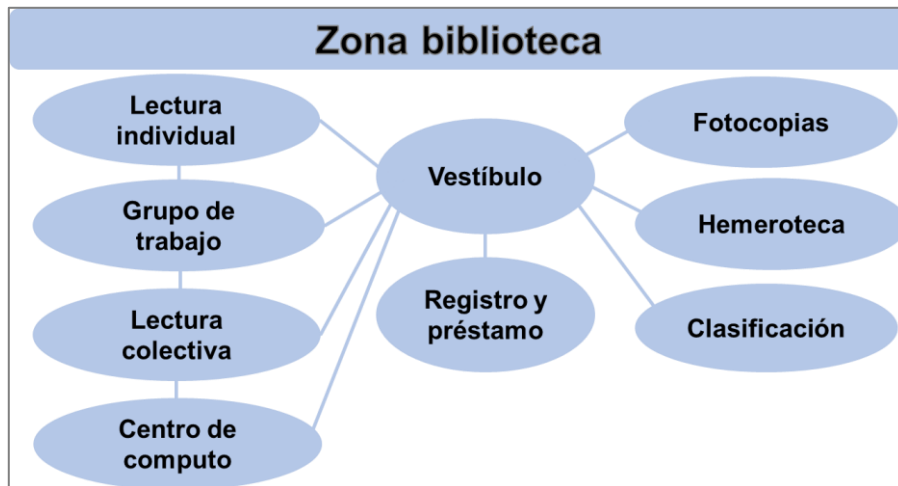 Zona biblioteca
Lectura
individual
Grupo de
trabajo
Lectura
colectiva
Centro de
computo
Vestíbulo
Registro y
préstamo
Fotocopias
Hemeroteca
Clasificación